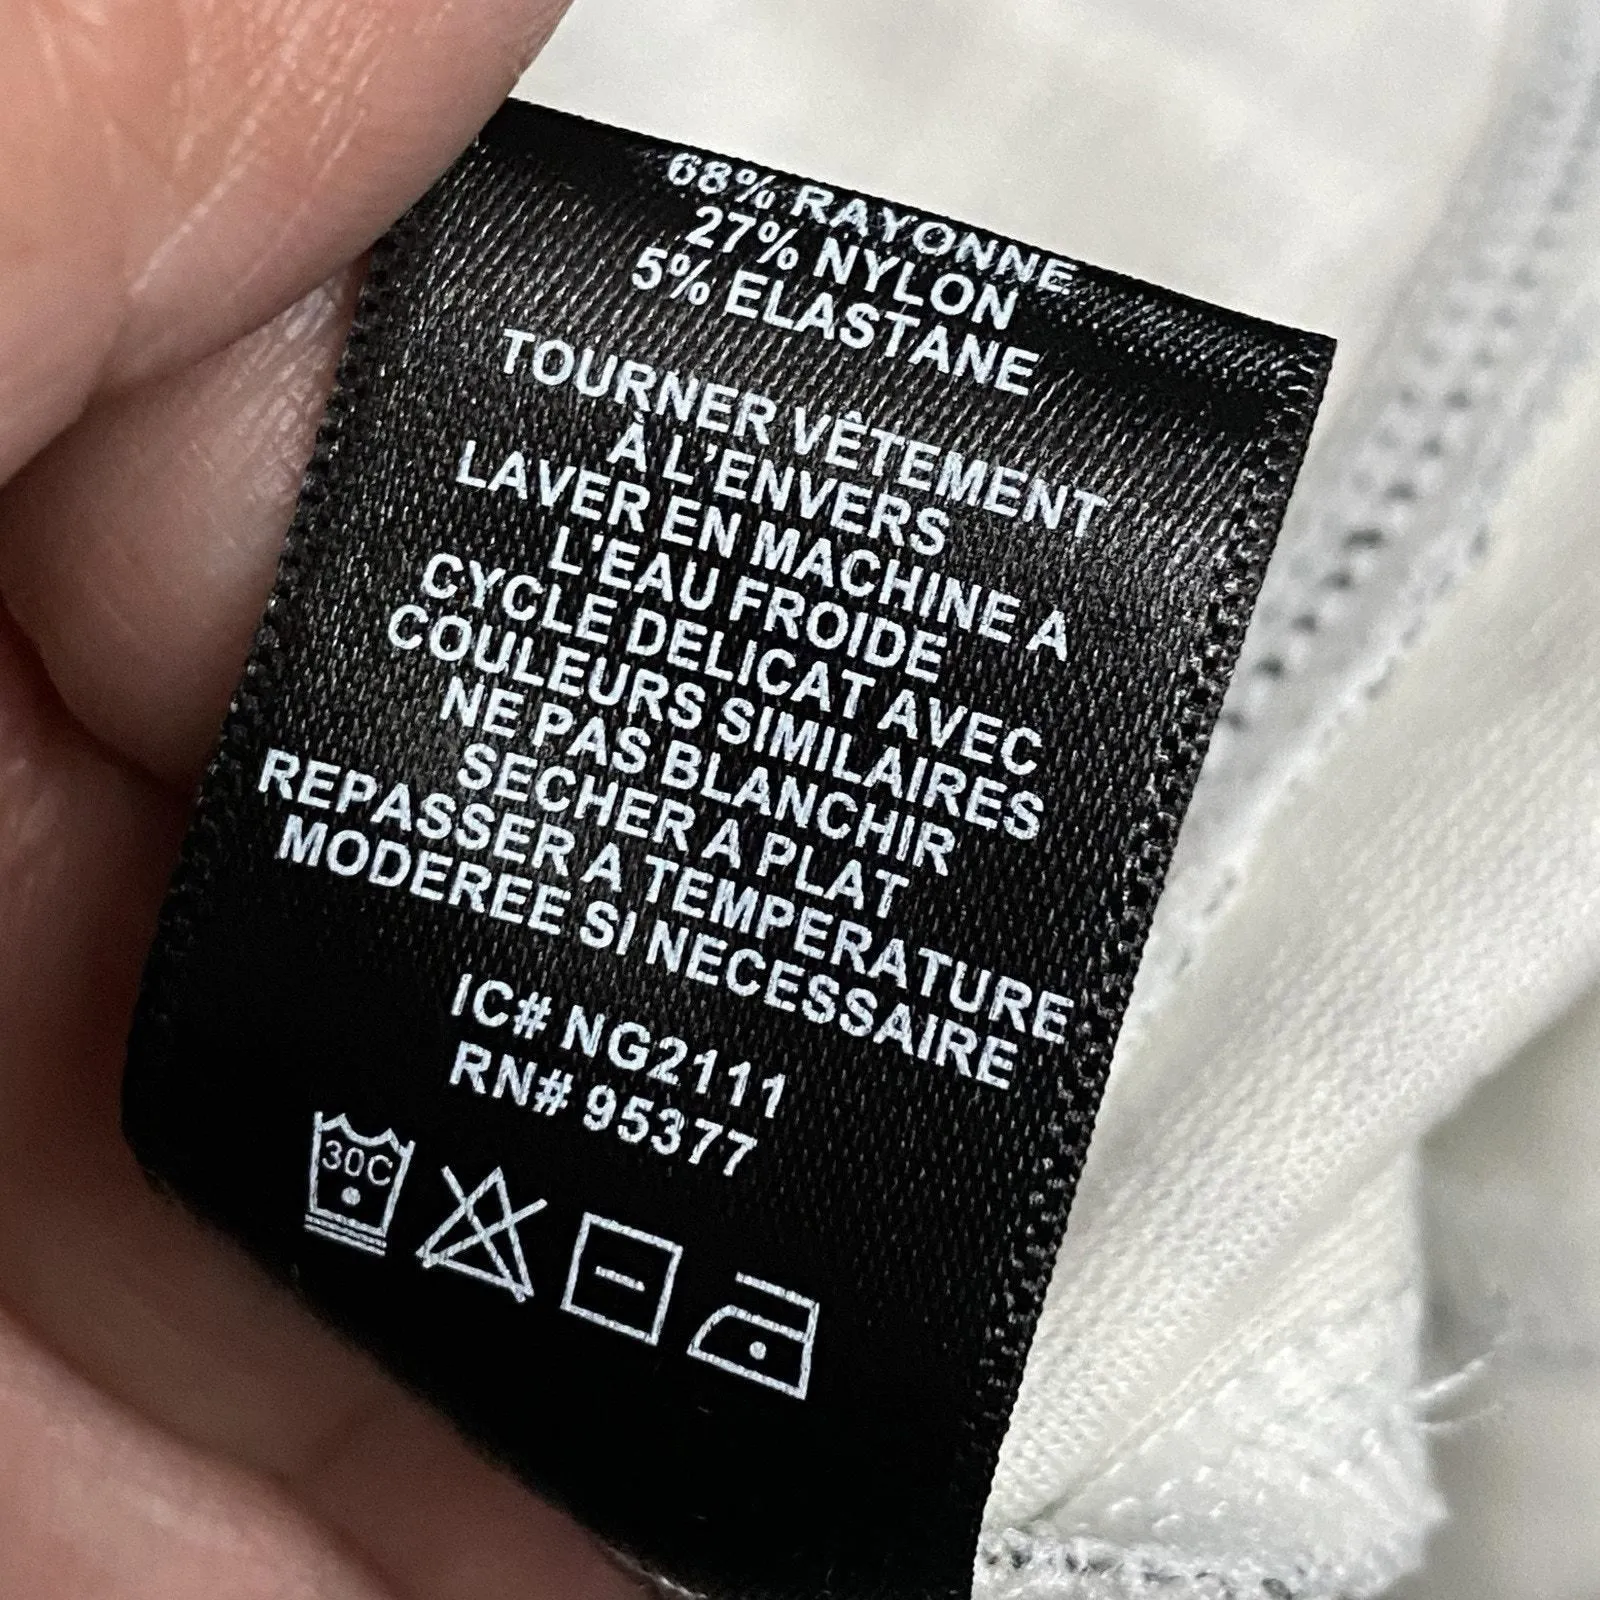 68% RAYONNE
27% NYLON
5% ELASTANE
TOURNER VÊTEMENT
À L'ENVERS
LAVER EN MACHINE A
L'EAU FROIDE
CYCLE DELICAT AVEC
COULEURS SIMILAIRES
NE PAS BLANCHIR
SECHER A PLAT
REPASSER A TEMPERATURE
MODEREE SI NECESSAIRE
IC# NG2111
RN# 95377
30C